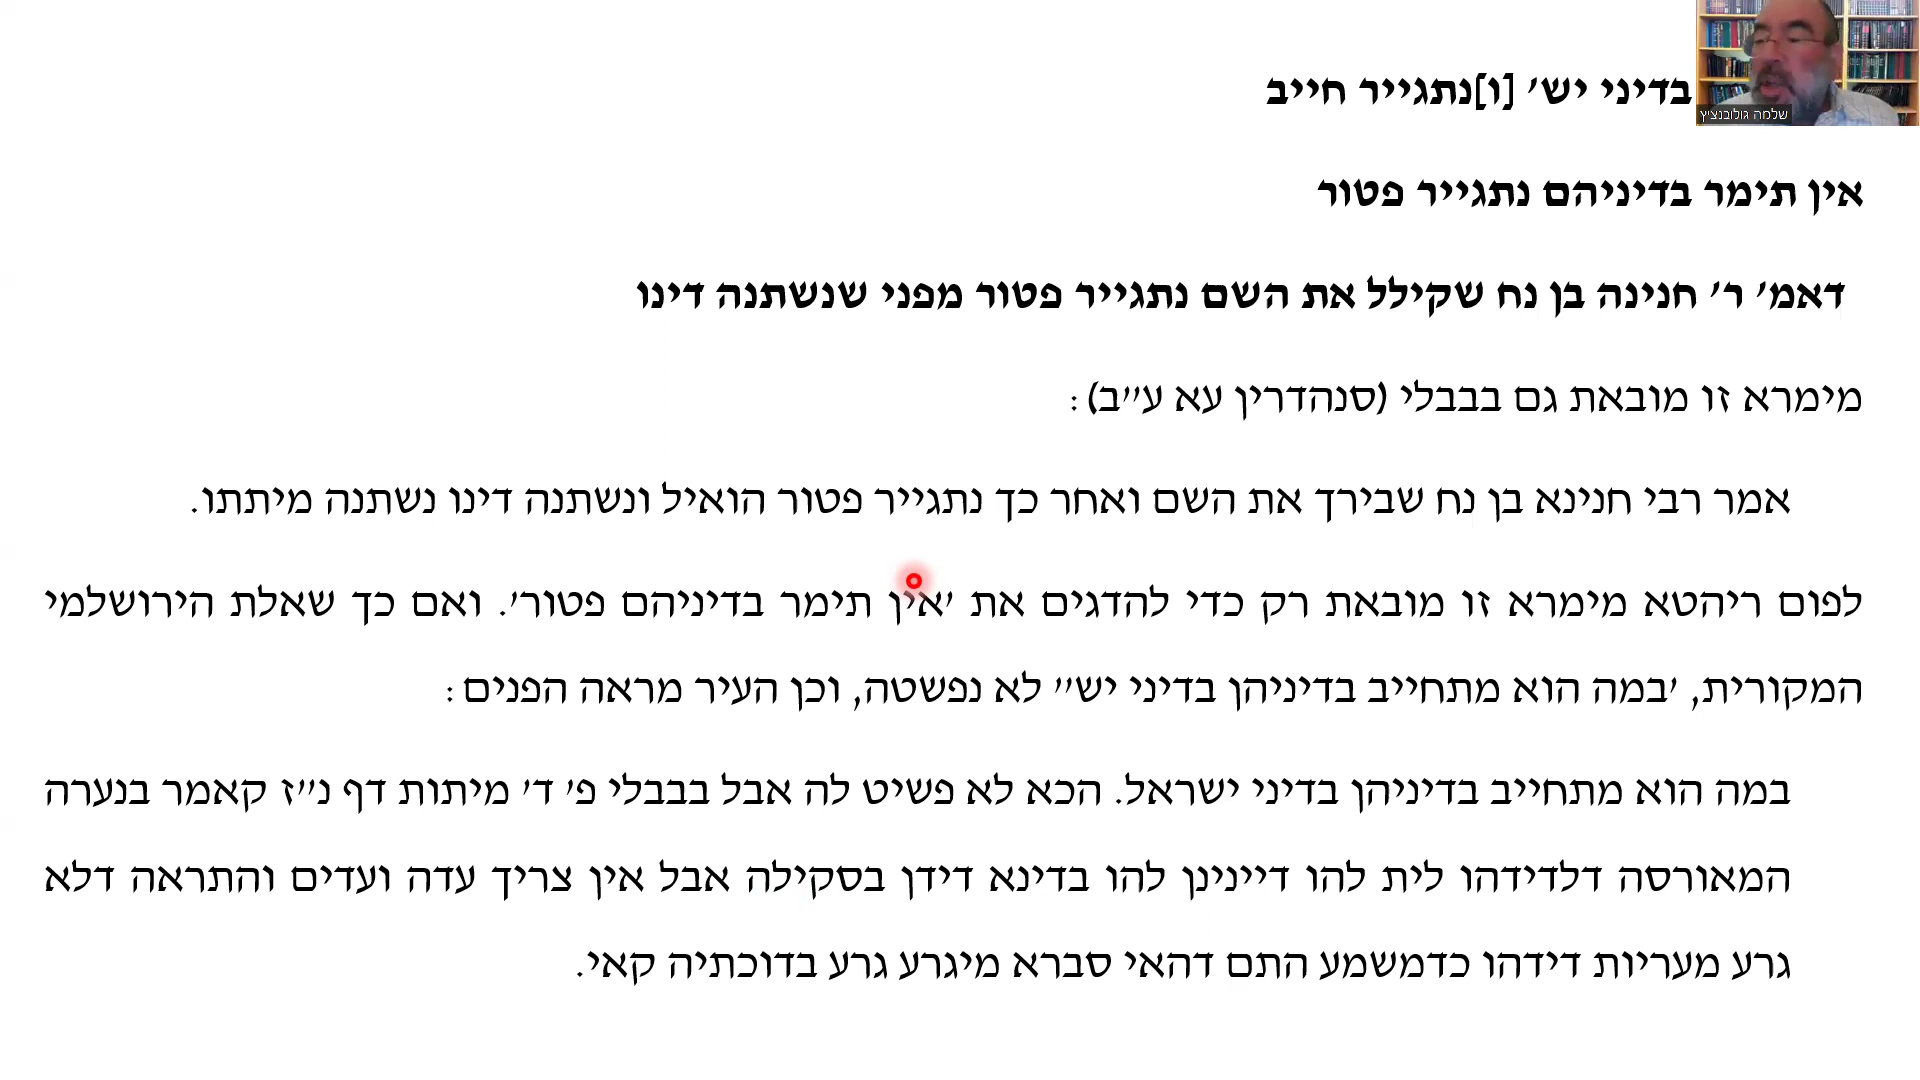 בדיני יש' [ו]נתגייר חייב
שלמה גולובנציץ
אין תימר בדיניהם נתגייר פטור
דאמ' ר' חנינה בן נח שקילל את השם נתגייר פטור מפני שנשתנה דינו
מימרא זו מובאת גם בבבלי (סנהדרין עא ע"ב):
אמר רבי חנינא בן נח שבירך את השם ואחר כך נתגייר פטור הואיל ונשתנה דינו נשתנה מיתתו.
לפום ריהטא מימרא זו מובאת רק כדי להדגים את 'אין תימר בדיניהם פטור'. ואם כך שאלת הירושלמי
המקורית, 'במה הוא מתחייב בדיניהן בדיני יש'' לא נפשטה, וכן העיר מראה הפנים:
במה הוא מתחייב בדיניהן בדיני ישראל. הכא לא פשיט לה אבל בבבלי פ' ד' מיתות דף נ"ז קאמר בנערה
המאורסה דלדידהו לית להו דיינינן להו בדינא דידן בסקילה אבל אין צריך עדה ועדים והתראה דלא
גרע מעריות דידהו כדמשמע התם דהאי סברא מיגרע גרע בדוכתיה קאי.